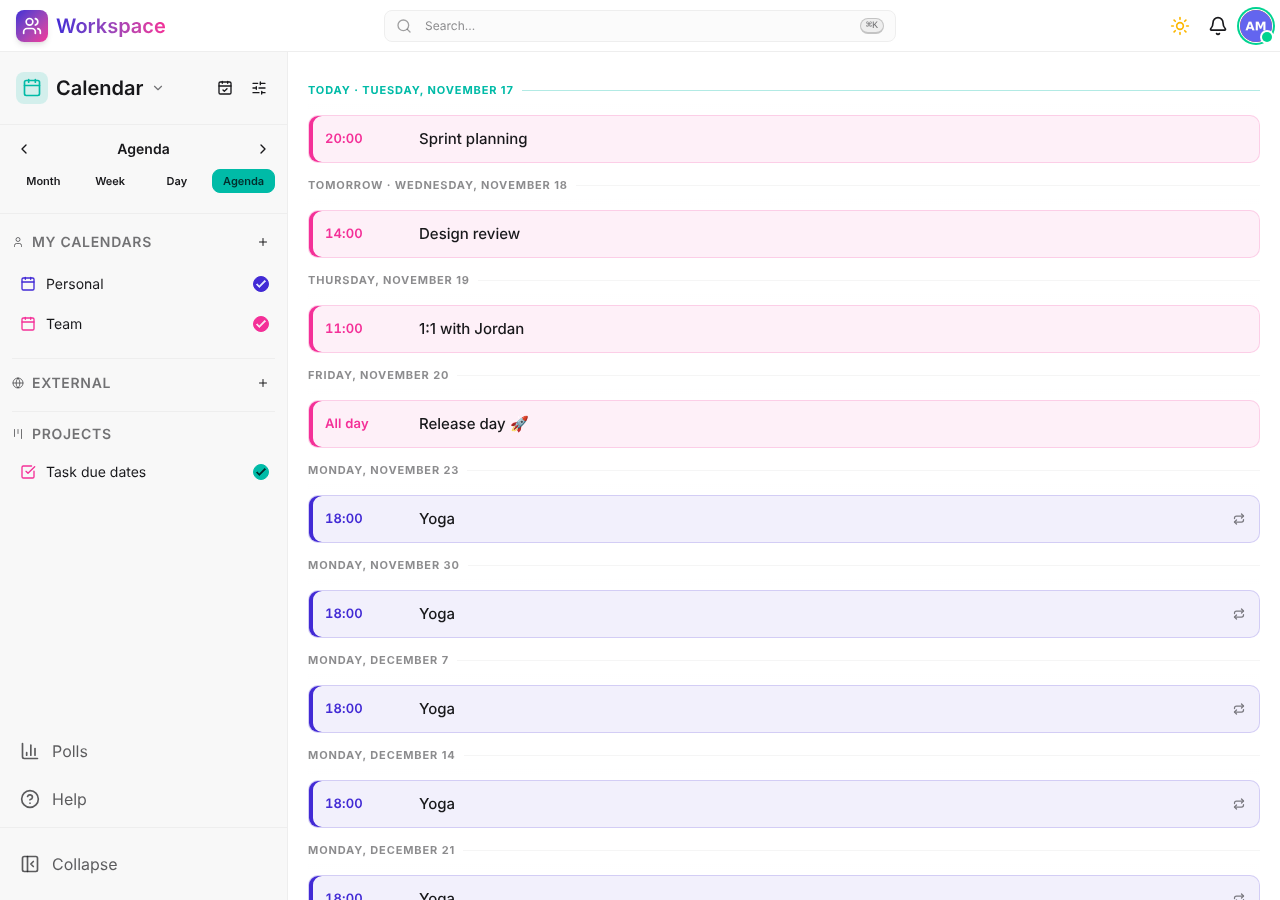 Workspace
Search...
⌘K
AM
Calendar
Agenda
Month Week Day Agenda
MY CALENDARS
Personal
Team
EXTERNAL
PROJECTS
Task due dates
Polls
Help
Collapse
TODAY · TUESDAY, NOVEMBER 17
20:00 Sprint planning
TOMORROW · WEDNESDAY, NOVEMBER 18
14:00 Design review
THURSDAY, NOVEMBER 19
11:00 1:1 with Jordan
FRIDAY, NOVEMBER 20
All day Release day 🚀
MONDAY, NOVEMBER 23
18:00 Yoga
MONDAY, NOVEMBER 30
18:00 Yoga
MONDAY, DECEMBER 7
18:00 Yoga
MONDAY, DECEMBER 14
18:00 Yoga
MONDAY, DECEMBER 21
18:00 Yoga